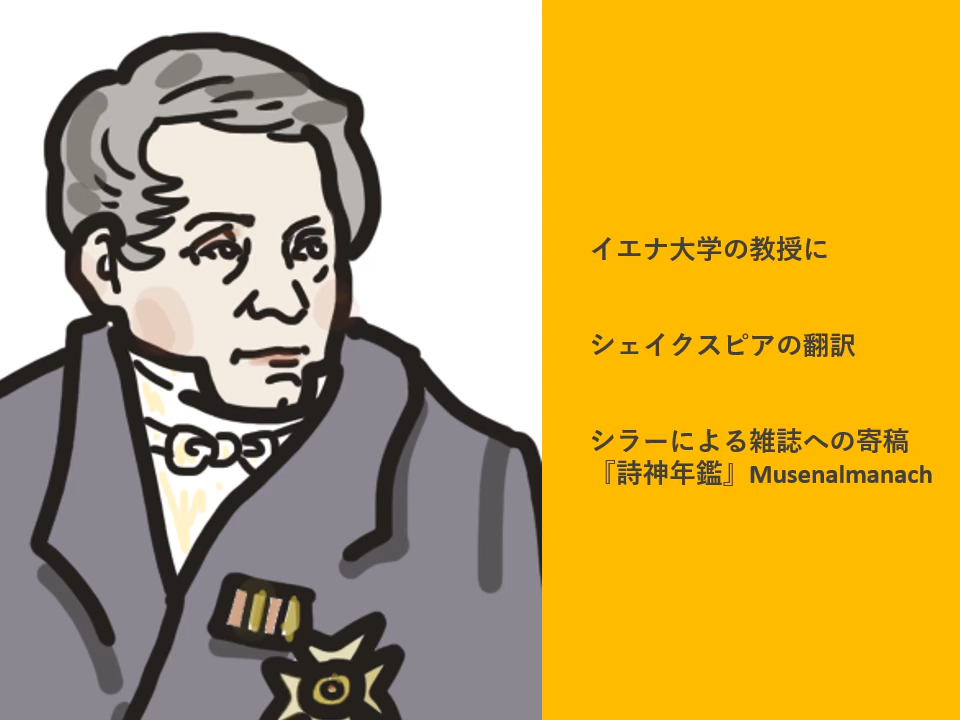 イエナ大学の教授に
シェイクスピアの翻訳
シラーによる雑誌への寄稿
『詩神年鑑』Musenalmanach